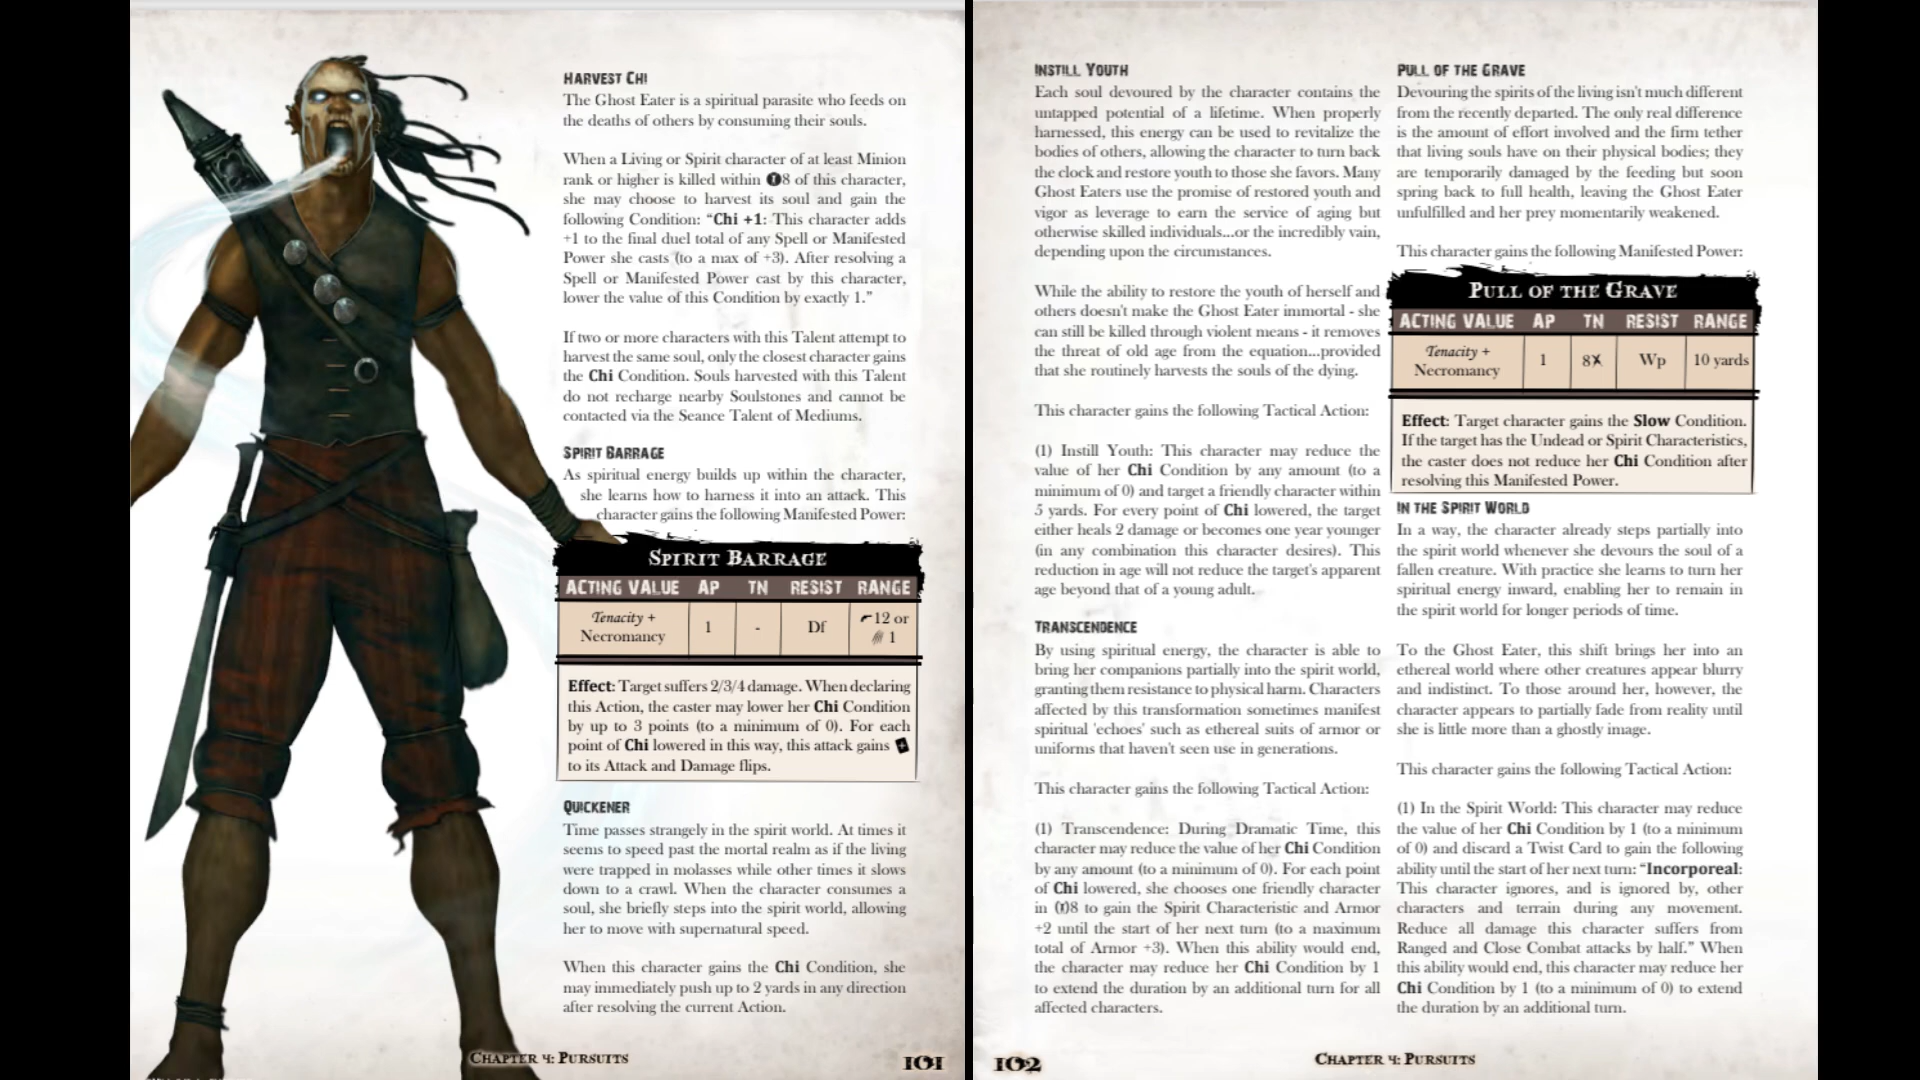 HARVEST CHI
The Ghost Eater is a spiritual parasite who feeds on
the deaths of others by consuming their souls.
When a Living or Spirit character of at least Minion
rank or higher is killed within 8 of this character,
she may choose to harvest its soul and gain the
following Condition: “Chi +1: This character adds
+1 to the final duel total of any Spell or Manifested
Power she casts (to a max of +3). After resolving a
Spell or Manifested Power cast by this character,
lower the value of this Condition by exactly 1.”
If two or more characters with this Talent attempt to
harvest the same soul, only the closest character gains
the Chi Condition. Souls harvested with this Talent
do not recharge nearby Soulstones and cannot be
contacted via the Seance Talent of Mediums.
SPIRIT BARRAGE
As spiritual energy builds up within the character,
she learns how to harness it into an attack. This
character gains the following Manifested Power:
SPIRIT BARRAGE
ACTING VALUE AP TN RESIST RANGE
Tenacity +
Necromancy 1 - Df 12 or
1
Effect: Target suffers 2/3/4 damage. When declaring
this Action, the caster may lower her Chi Condition
by up to 3 points (to a minimum of 0). For each
point of Chi lowered in this way, this attack gains
to its Attack and Damage flips.
QUICKENER
Time passes strangely in the spirit world. At times it
seems to speed past the mortal realm as if the living
were trapped in molasses while other times it slows
down to a crawl. When the character consumes a
soul, she briefly steps into the spirit world, allowing
her to move with supernatural speed.
When this character gains the Chi Condition, she
may immediately push up to 2 yards in any direction
after resolving the current Action.
CHAPTER 4: PURSUITS
101
INSTILL YOUTH
Each soul devoured by the character contains the
untapped potential of a lifetime. When properly
harnessed, this energy can be used to revitalize the
bodies of others, allowing the character to turn back
the clock and restore youth to those she favors. Many
Ghost Eaters use the promise of restored youth and
vigor as leverage to earn the service of aging but
otherwise skilled individuals...or the incredibly vain,
depending upon the circumstances.
While the ability to restore the youth of herself and
others doesn't make the Ghost Eater immortal - she
can still be killed through violent means - it removes
the threat of old age from the equation...provided
that she routinely harvests the souls of the dying.
This character gains the following Tactical Action:
(1) Instill Youth: This character may reduce the
value of her Chi Condition by any amount (to a
minimum of 0) and target a friendly character within
5 yards. For every point of Chi lowered, the target
either heals 2 damage or becomes one year younger
(in any combination this character desires). This
reduction in age will not reduce the target's apparent
age beyond that of a young adult.
TRANSCENDENCE
By using spiritual energy, the character is able to
bring her companions partially into the spirit world,
granting them resistance to physical harm. Characters
affected by this transformation sometimes manifest
spiritual 'echoes' such as ethereal suits of armor or
uniforms that haven't seen use in generations.
This character gains the following Tactical Action:
(1) Transcendence: During Dramatic Time, this
character may reduce the value of her Chi Condition
by any amount (to a minimum of 0). For each point
of Chi lowered, she chooses one friendly character
in 8 to gain the Spirit Characteristic and Armor
+2 until the start of her next turn (to a maximum
total of Armor +3). When this ability would end,
the character may reduce her Chi Condition by 1
to extend the duration by an additional turn for all
affected characters.
PULL OF THE GRAVE
Devouring the spirits of the living isn't much different
from the recently departed. The only real difference
is the amount of effort involved and the firm tether
that living souls have on their physical bodies; they
are temporarily damaged by the feeding but soon
spring back to full health, leaving the Ghost Eater
unfulfilled and her prey momentarily weakened.
This character gains the following Manifested Power:
PULL OF THE GRAVE
ACTING VALUE AP TN RESIST RANGE
Tenacity +
Necromancy 1 8 Wp 10 yards
Effect: Target character gains the Slow Condition.
If the target has the Undead or Spirit Characteristics,
the caster does not reduce her Chi Condition after
resolving this Manifested Power.
IN THE SPIRIT WORLD
In a way, the character already steps partially into
the spirit world whenever she devours the soul of a
fallen creature. With practice she learns to turn her
spiritual energy inward, enabling her to remain in
the spirit world for longer periods of time.
To the Ghost Eater, this shift brings her into an
ethereal world where other creatures appear blurry
and indistinct. To those around her, however, the
character appears to partially fade from reality until
she is little more than a ghostly image.
This character gains the following Tactical Action:
(1) In the Spirit World: This character may reduce
the value of her Chi Condition by 1 (to a minimum
of 0) and discard a Twist Card to gain the following
ability until the start of her next turn: “Incorporeal:
This character ignores, and is ignored by, other
characters and terrain during any movement.
Reduce all damage this character suffers from
Ranged and Close Combat attacks by half.” When
this ability would end, this character may reduce her
Chi Condition by 1 (to a minimum of 0) to extend
the duration by an additional turn.
102
CHAPTER 4: PURSUITS